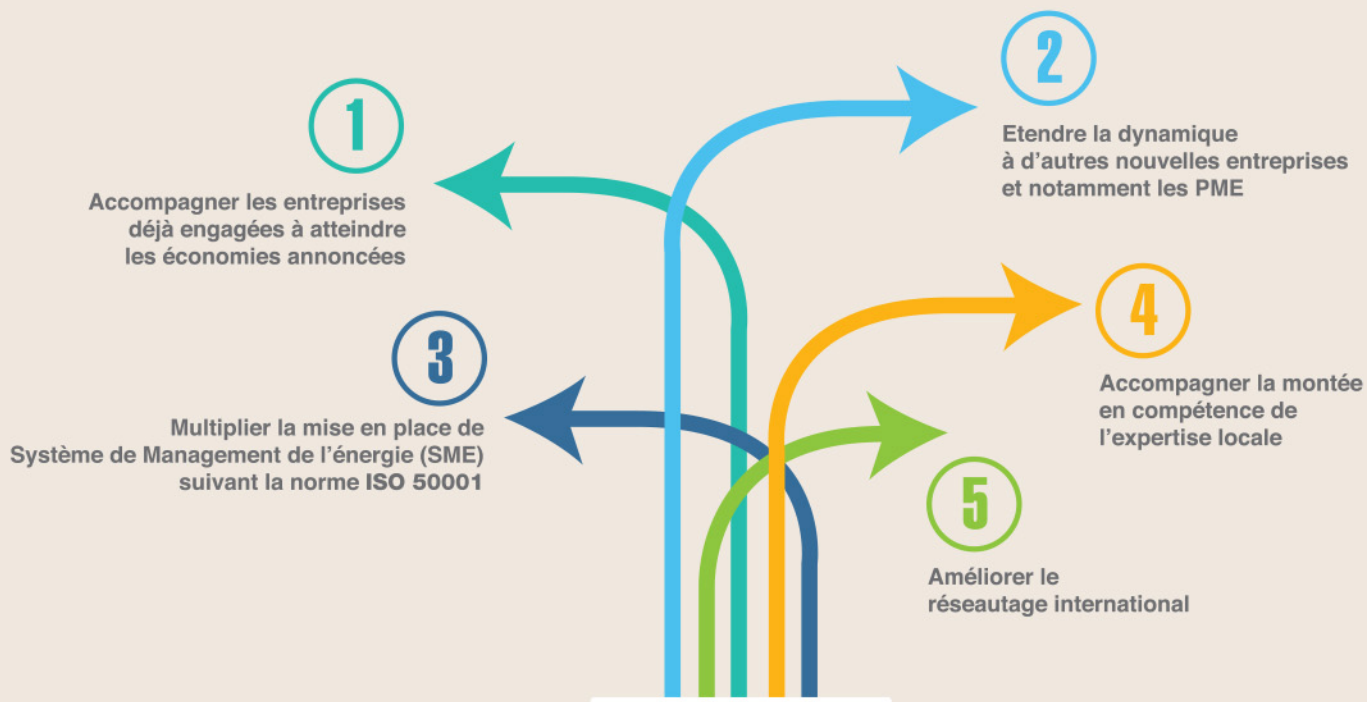 1
Accompagner les entreprises
déjà engagées à atteindre
les économies annoncées
2
Etendre la dynamique
à d'autres nouvelles entreprises
et notamment les PME
3
Multiplier la mise en place de
Système de Management de l'énergie (SME)
suivant la norme ISO 50001
4
Accompagner la montée
en compétence de
l'expertise locale
5
Améliorer le
réseautage international